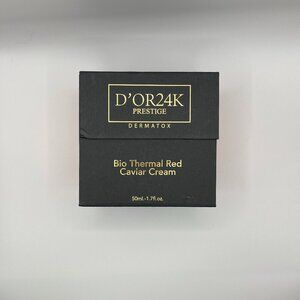 D'OR24K
PRESTIGE
DERMATOX
Bio Thermal Red
Caviar Cream
50ml.-1.7fl.oz.